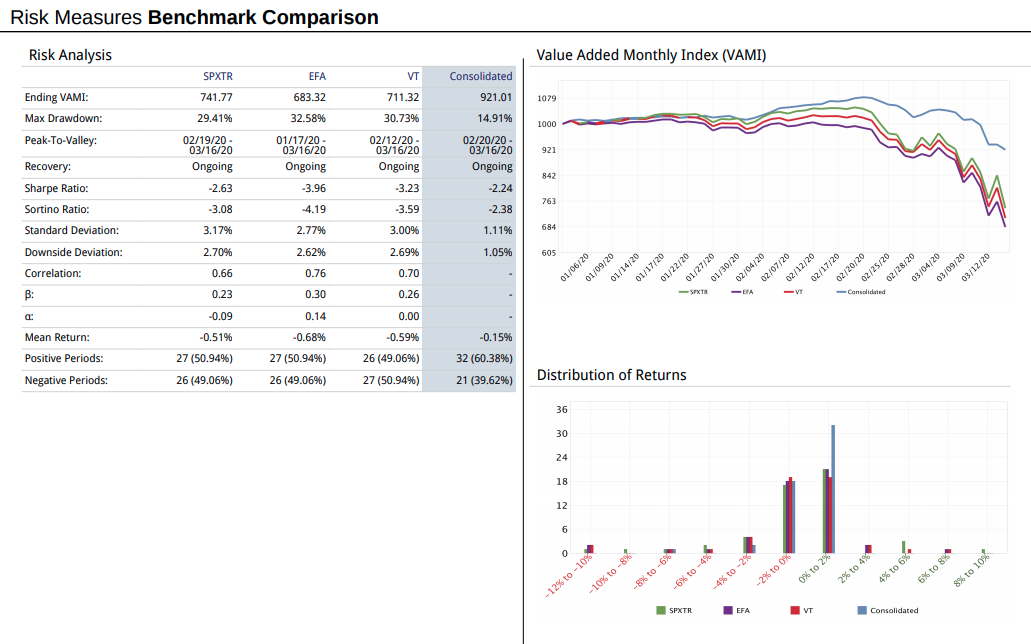 Risk Measures Benchmark Comparison
Risk Analysis
SPXTR EFA VT Consolidated
Ending VAMI: 741.77 683.32 711.32 921.01
Max Drawdown: 29.41% 32.58% 30.73% 14.91%
Peak-To-Valley: 02/19/20 - 01/17/20 - 02/12/20 - 02/20/20 -
03/16/20 03/16/20 03/16/20 03/16/20
Recovery: Ongoing Ongoing Ongoing Ongoing
Sharpe Ratio: -2.63 -3.96 -3.23 -2.24
Sortino Ratio: -3.08 -4.19 -3.59 -2.38
Standard Deviation: 3.17% 2.77% 3.00% 1.11%
Downside Deviation: 2.70% 2.62% 2.69% 1.05%
Correlation: 0.66 0.76 0.70 -
β: 0.23 0.30 0.26 -
α: -0.09 0.14 0.00 -
Mean Return: -0.51% -0.68% -0.59% -0.15%
Positive Periods: 27 (50.94%) 27 (50.94%) 26 (49.06%) 32 (60.38%)
Negative Periods: 26 (49.06%) 26 (49.06%) 27 (50.94%) 21 (39.62%)
Value Added Monthly Index (VAMI)
1079
1000
921
842
763
684
605
01/06/20 01/09/20 01/14/20 01/17/20 01/22/20 01/27/20 01/30/20 02/04/20 02/07/20 02/12/20 02/17/20 02/20/20 02/25/20 02/28/20 03/04/20 03/09/20 03/12/20
SPXTR EFA VT Consolidated
Distribution of Returns
36
30
24
18
12
6
0
-12% to -10% -10% to -8% -8% to -6% -6% to -4% -4% to -2% -2% to 0% 0% to 2% 2% to 4% 4% to 6% 6% to 8% 8% to 10%
SPXTR EFA VT Consolidated